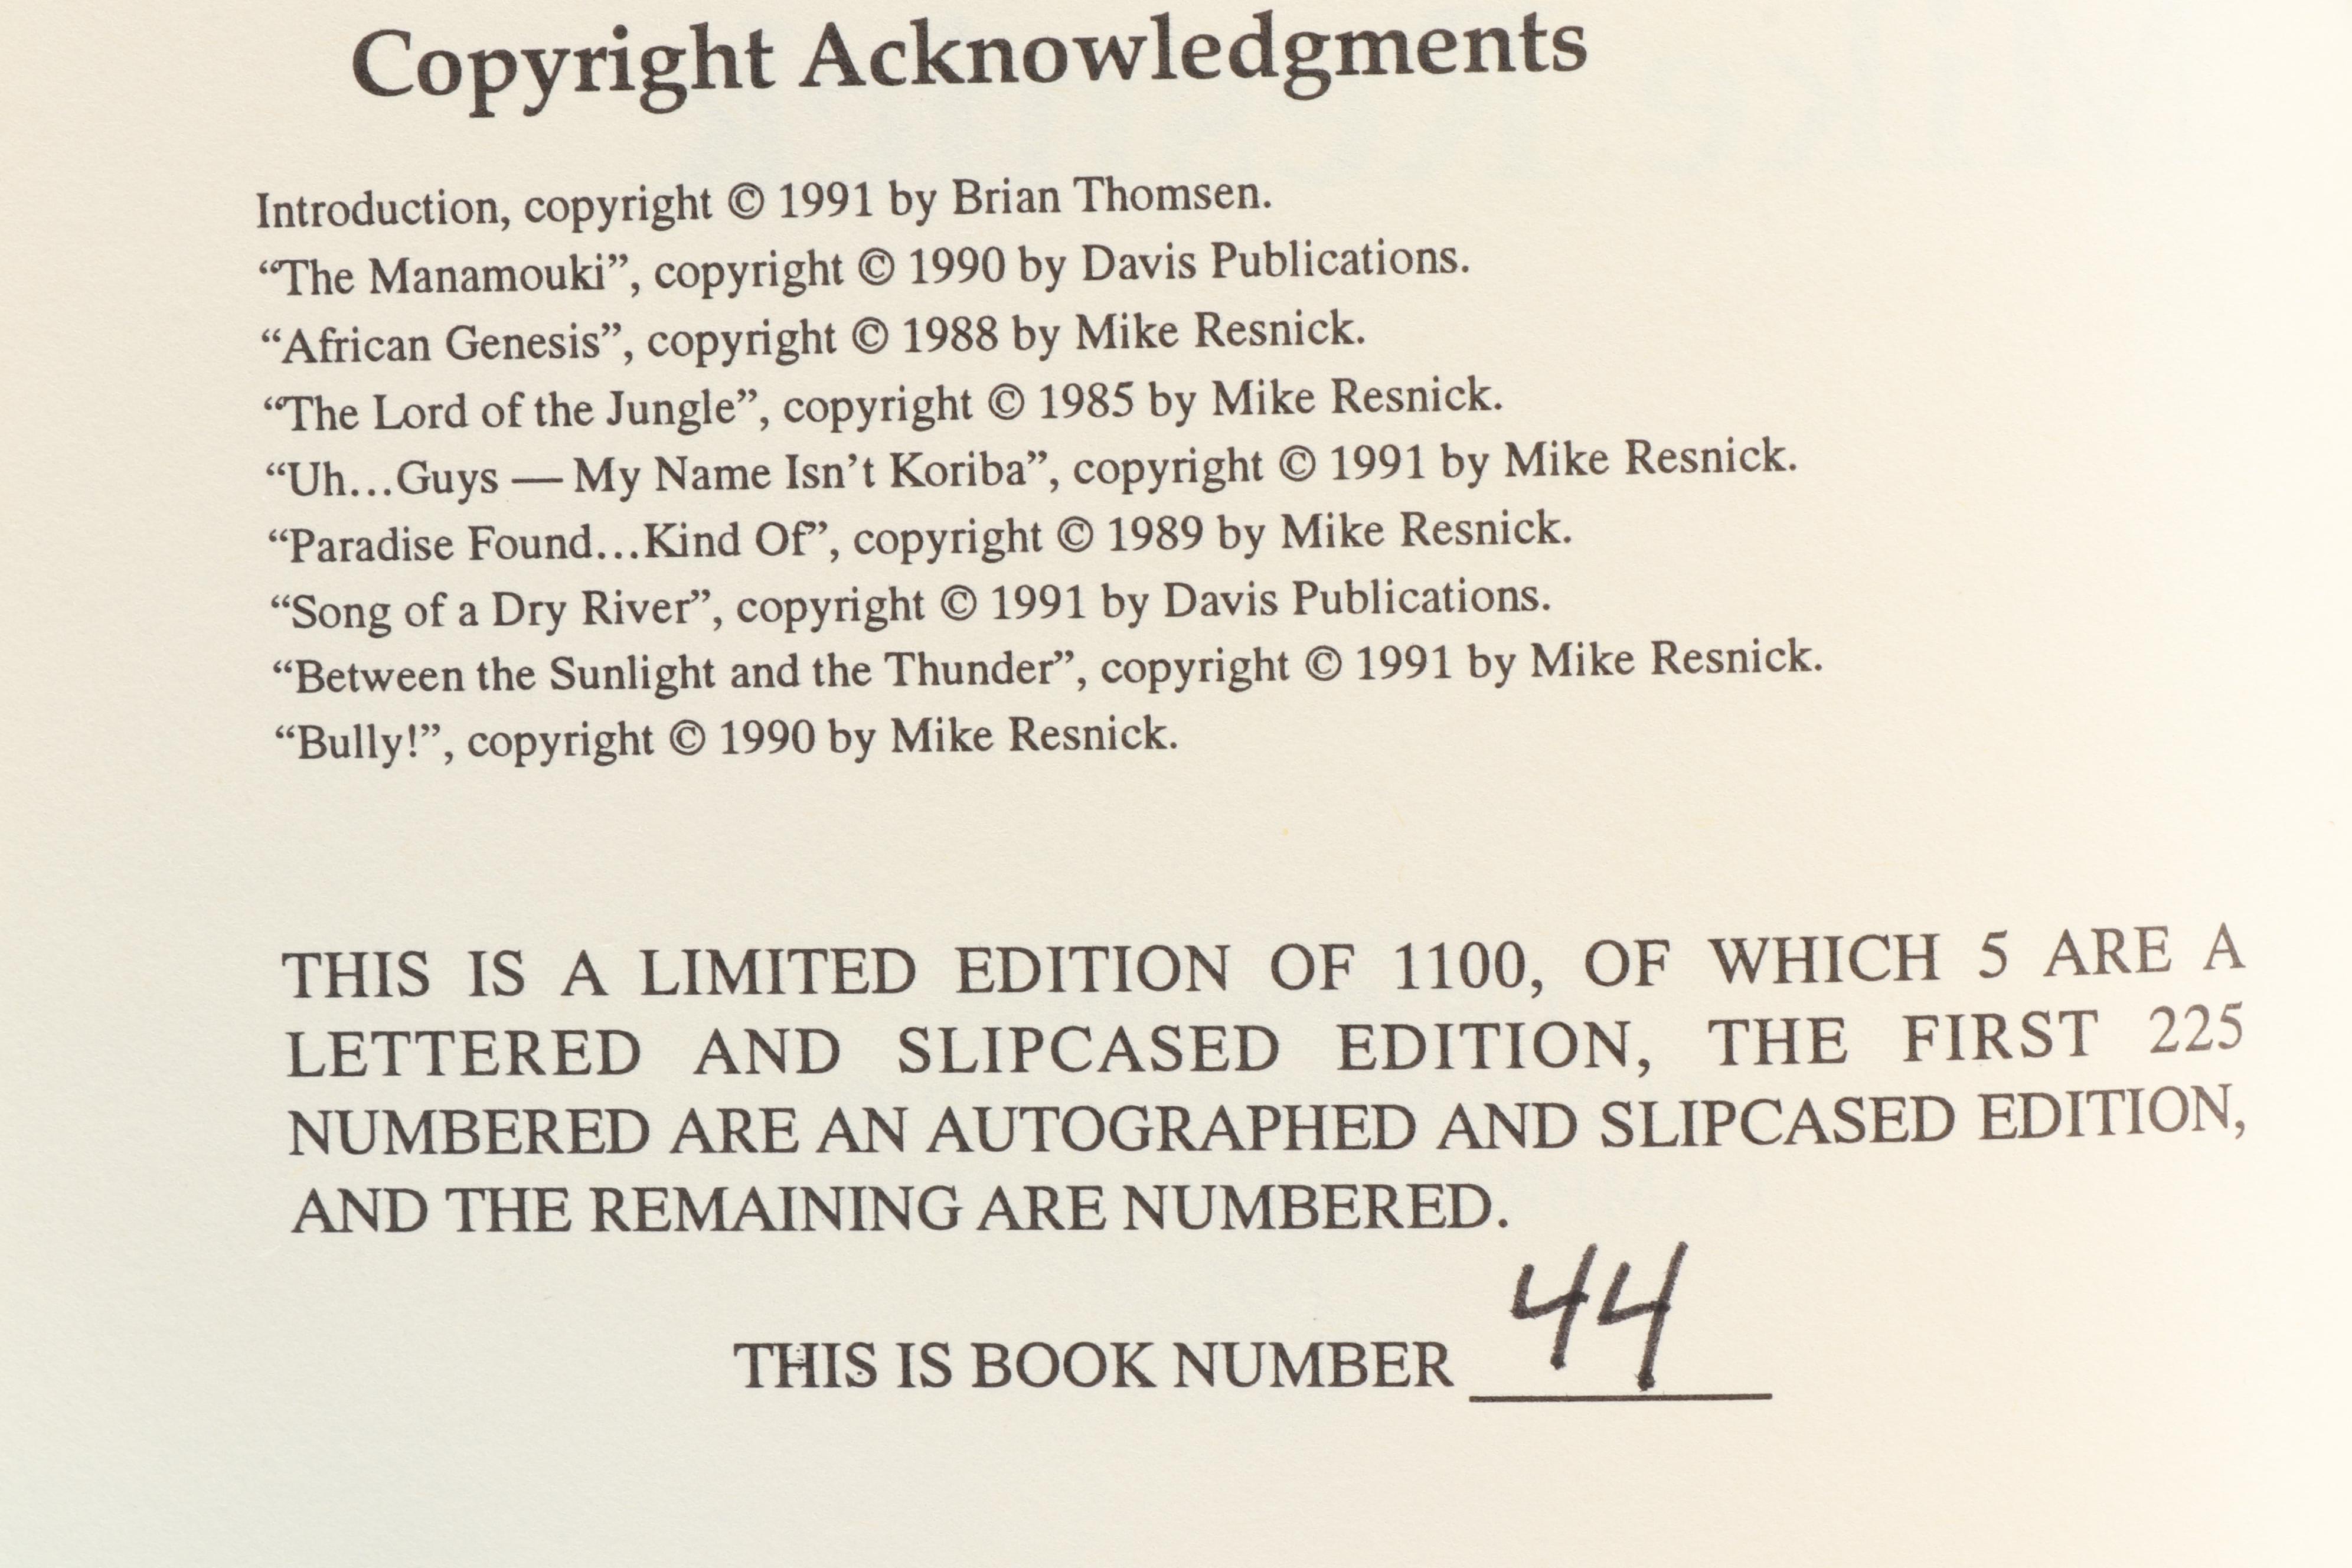 Copyright Acknowledgments
Introduction, copyright © 1991 by Brian Thomsen.
“The Manamouki”, copyright © 1990 by Davis Publications.
“African Genesis”, copyright © 1988 by Mike Resnick.
“The Lord of the Jungle”, copyright © 1985 by Mike Resnick.
“Uh...Guys — My Name Isn’t Koriba”, copyright © 1991 by Mike Resnick.
“Paradise Found...Kind Of”, copyright © 1989 by Mike Resnick.
“Song of a Dry River”, copyright © 1991 by Davis Publications.
“Between the Sunlight and the Thunder”, copyright © 1991 by Mike Resnick.
“Bully!”, copyright © 1990 by Mike Resnick.
THIS IS A LIMITED EDITION OF 1100, OF WHICH 5 ARE A
LETTERED AND SLIPCASED EDITION, THE FIRST 225
NUMBERED ARE AN AUTOGRAPHED AND SLIPCASED EDITION,
AND THE REMAINING ARE NUMBERED.
THIS IS BOOK NUMBER 44